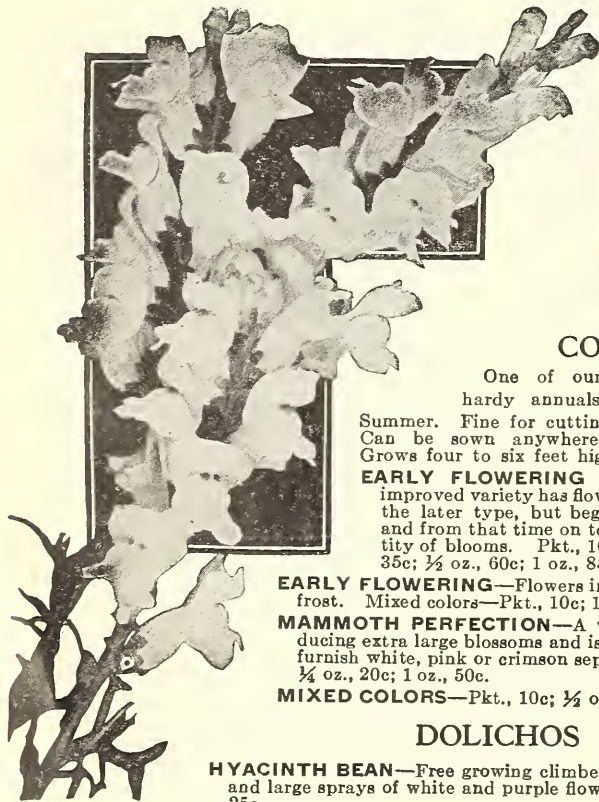 CO
One of our
hardy annuals
Summer. Fine for cuttin
Can be sown anywhere
Grows four to six feet hig
EARLY FLOWERING
improved variety has flov
the later type, but beg
and from that time on to
tity of blooms. Pkt., 10
35c; ½ oz., 60c; 1 oz., 8
EARLY FLOWERING—Flowers in
frost. Mixed colors—Pkt., 10c; 1
MAMMOTH PERFECTION—A v
ducing extra large blossoms and is
furnish white, pink or crimson sep
¼ oz., 20c; 1 oz., 50c.
MIXED COLORS—Pkt., 10c; ½ o
DOLICHOS
HYACINTH BEAN—Free growing climbe
and large sprays of white and purple flow